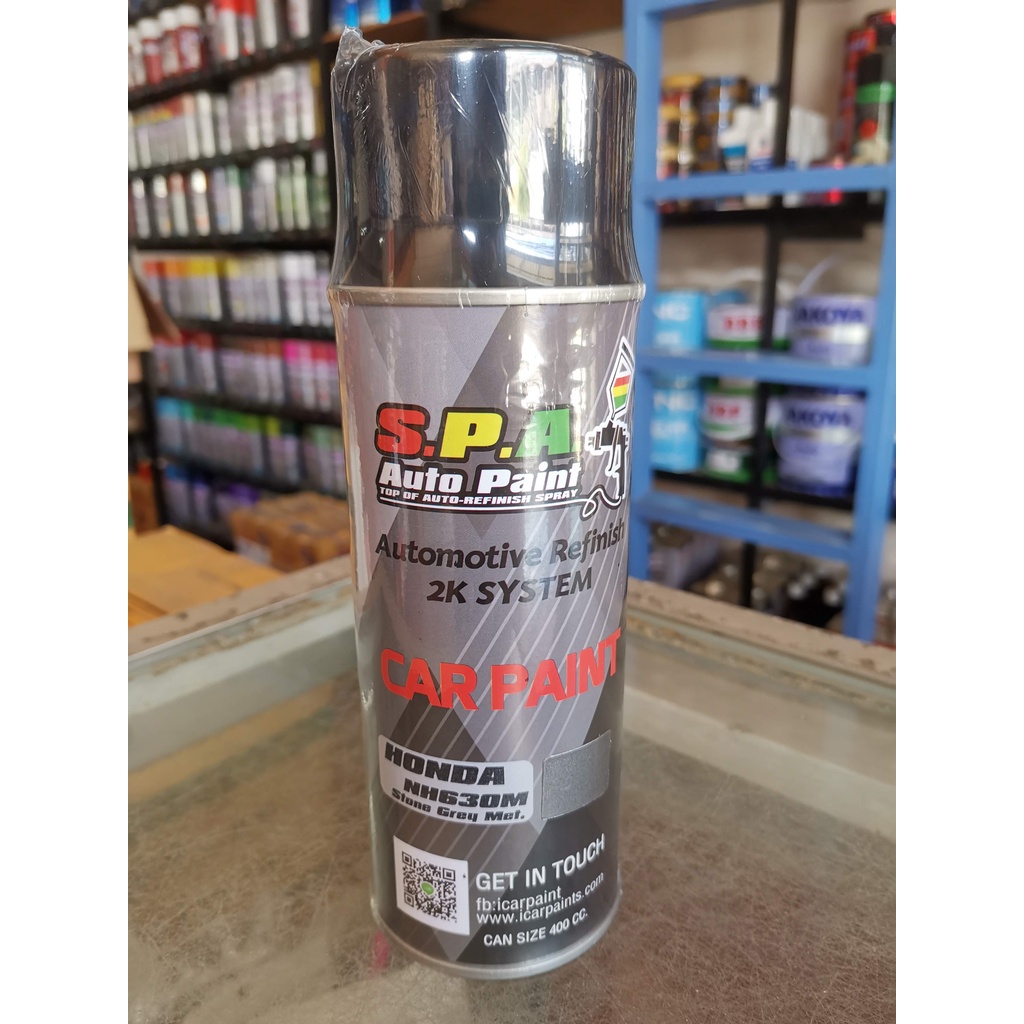 S.P.A.
Auto Paint
TOP OF AUTO-REFINISH SPRAY
Automotive Refinish
2K SYSTEM
CAR PAINT
HONDA
NH630M
Stone Grey Met.
GET IN TOUCH
fb:icarpaint
www.icarpaints.com
CAN SIZE 400 CC.